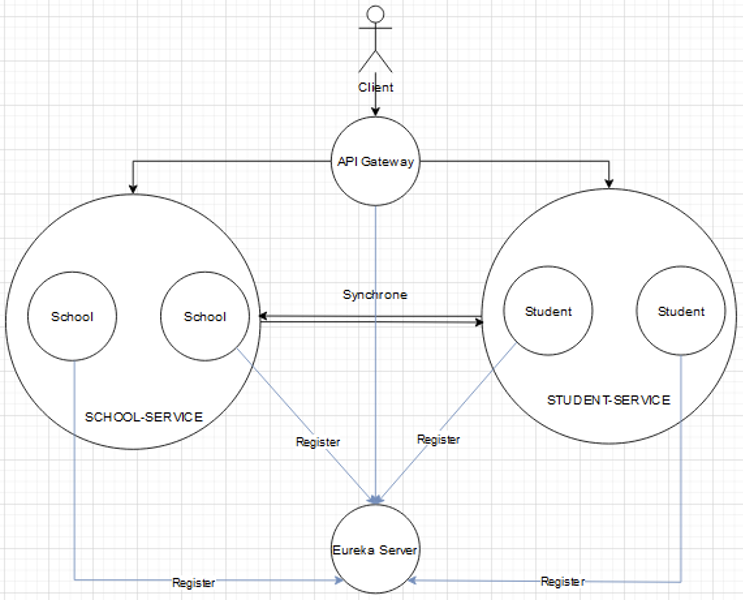 Client
API Gateway
Synchrone
School
School
Student
Student
STUDENT-SERVICE
SCHOOL-SERVICE
Register
Register
Eureka Server
Register
Register